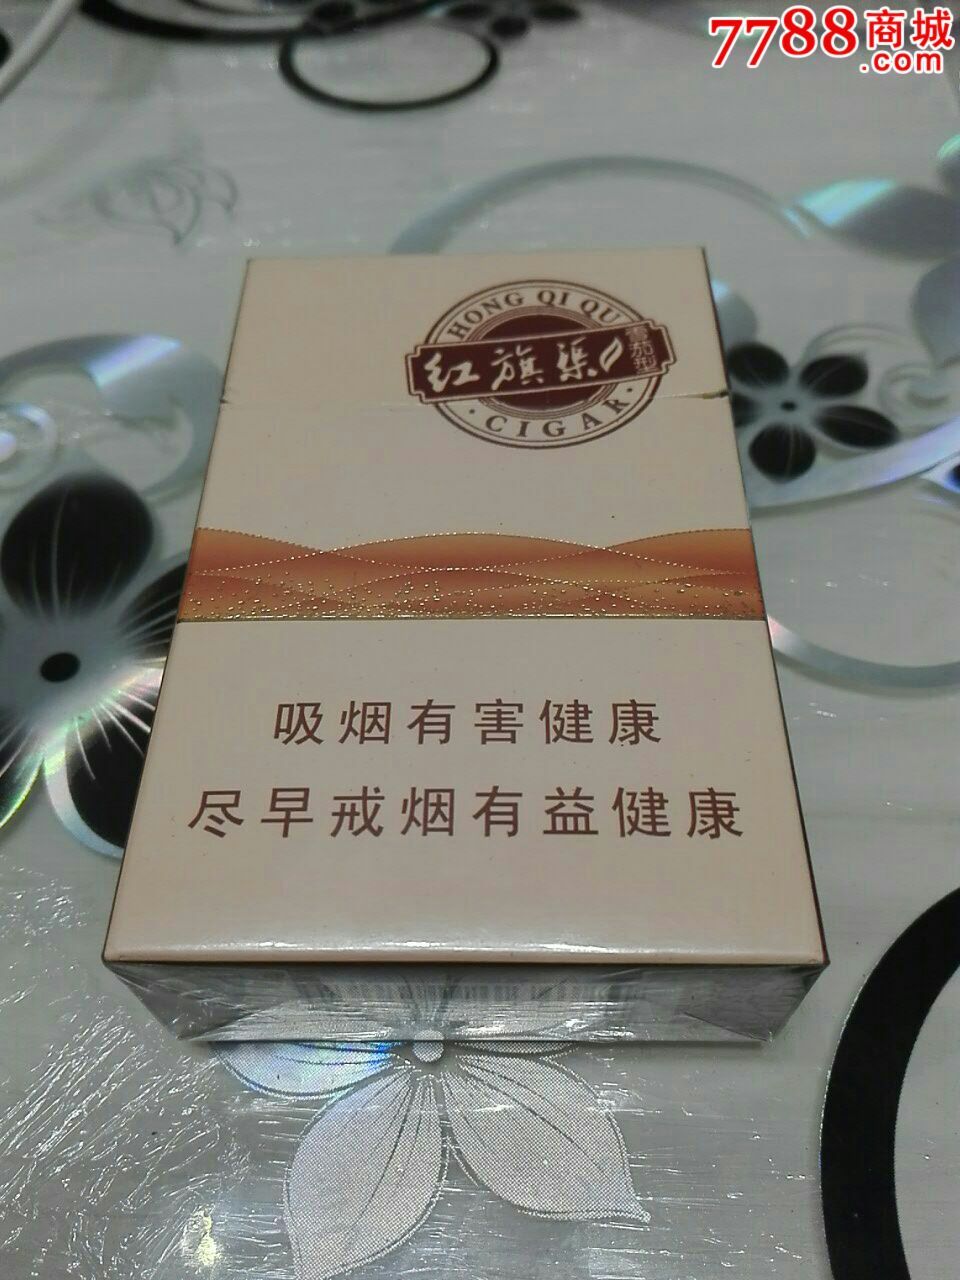 7788商城
.com
HONG QI QU
红旗渠
雪茄型
·CIGAR·
吸烟有害健康
尽早戒烟有益健康